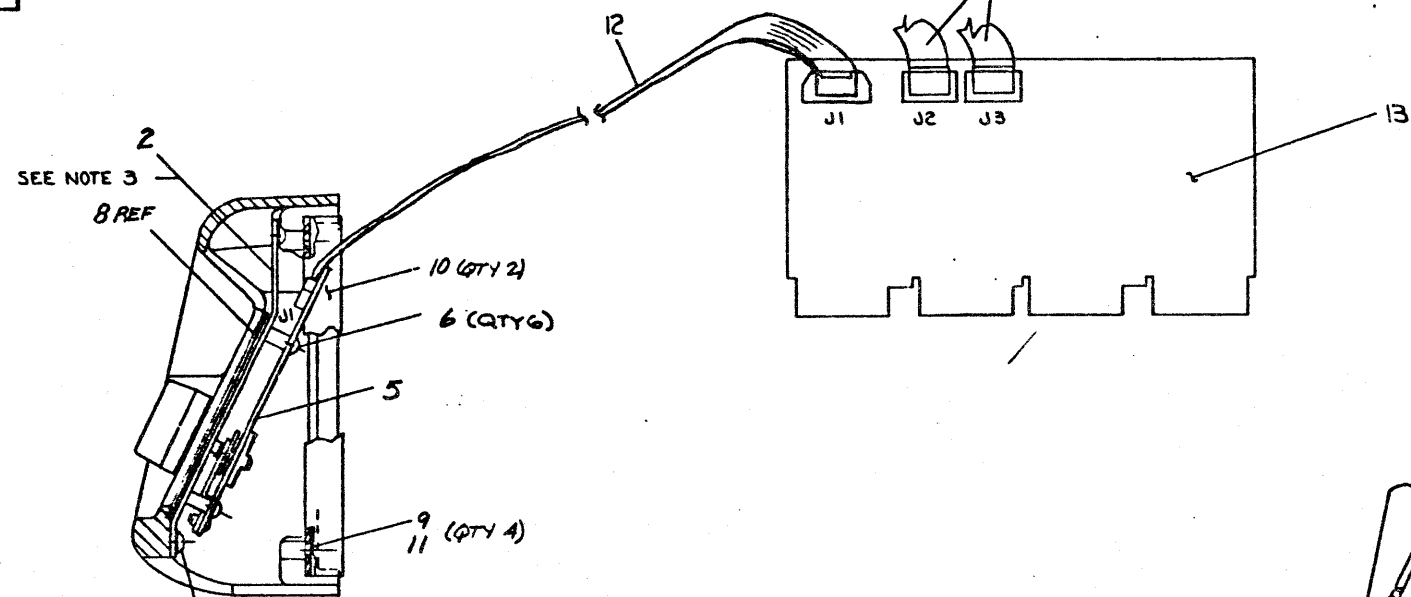 12
J1 J2 J3
13
2
SEE NOTE 3
8 REF
10 (QTY 2)
J1
6 (QTY 6)
5
9
11 (QTY 4)